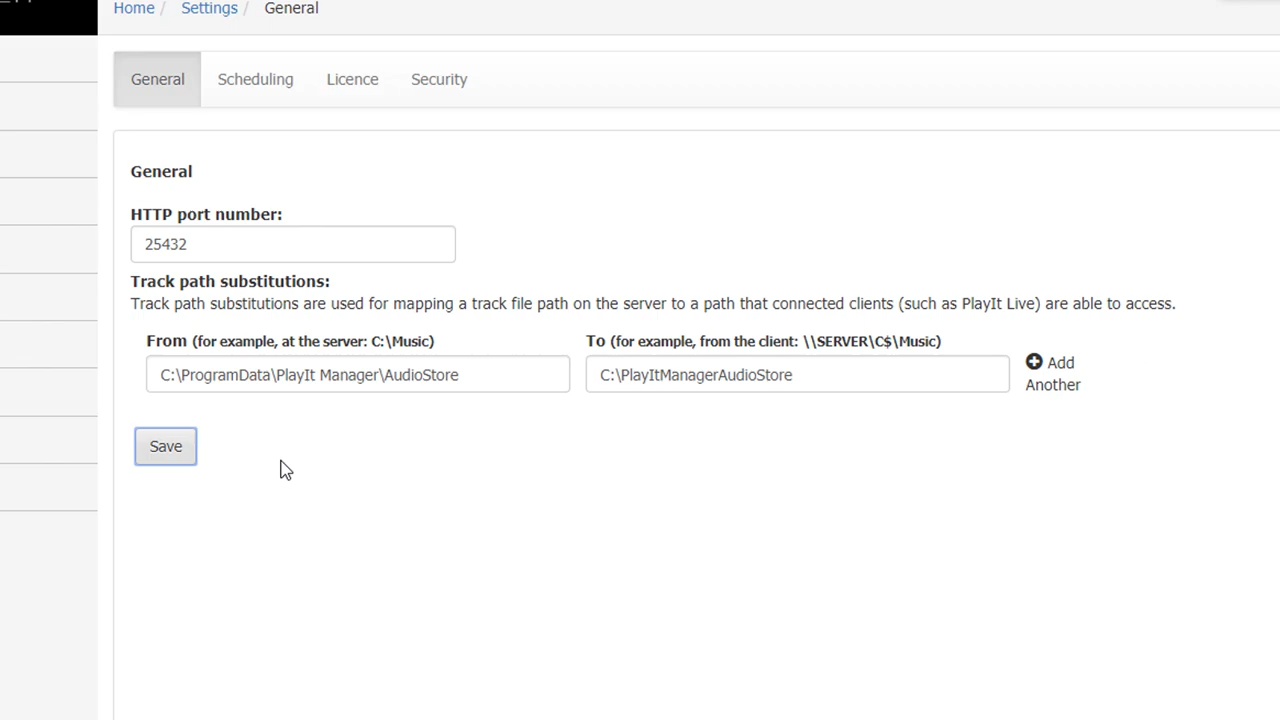 Home / Settings / General
General Scheduling Licence Security
General
HTTP port number:
25432
Track path substitutions:
Track path substitutions are used for mapping a track file path on the server to a path that connected clients (such as PlayIt Live) are able to access.
From (for example, at the server: C:\Music) To (for example, from the client: \\SERVER\C$\Music)
C:\ProgramData\PlayIt Manager\AudioStore C:\PlayItManagerAudioStore Add
Another
Save